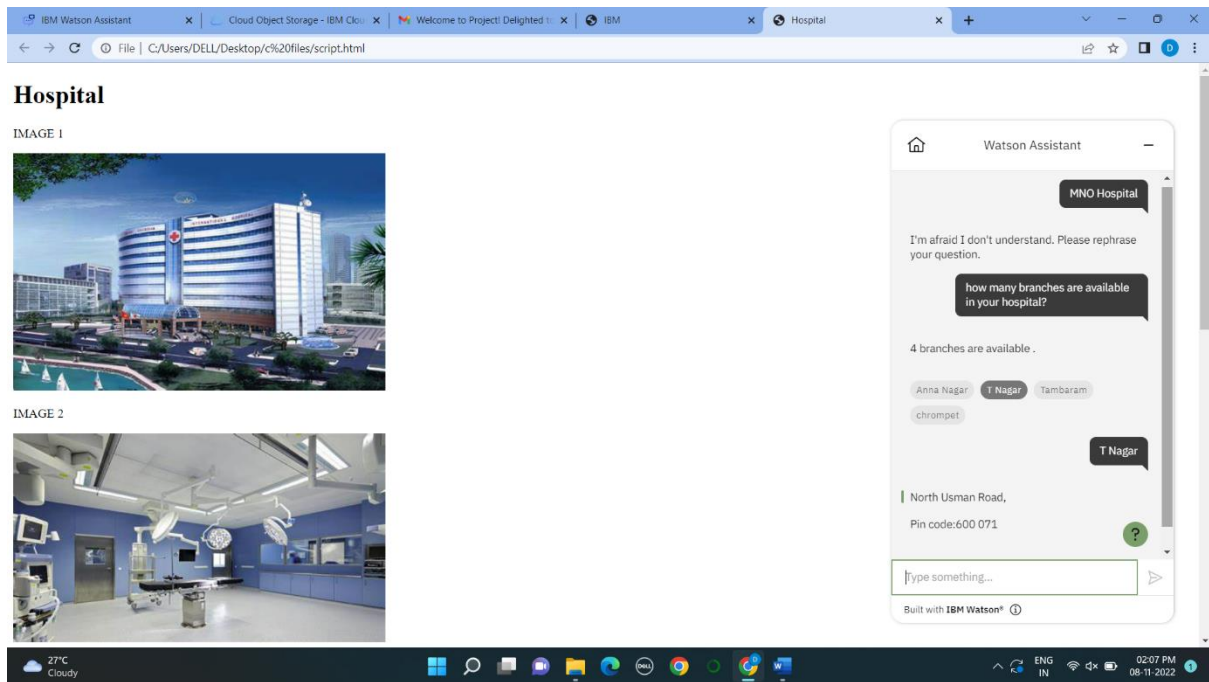 IBM Watson Assistant
Cloud Object Storage - IBM Clou
Welcome to Project! Delighted to
IBM
Hospital
File | C:/Users/DELL/Desktop/c%20files/script.html
D
Hospital
IMAGE 1
IMAGE 2
Watson Assistant
MNO Hospital
I'm afraid I don't understand. Please rephrase
your question.
how many branches are available
in your hospital?
4 branches are available .
Anna Nagar
T Nagar
Tambaram
chrompet
T Nagar
North Usman Road,
Pin code:600 071
?
Type something...
Built with IBM Watson®
27°C
Cloudy
ENG
IN
02:07 PM
08-11-2022
1